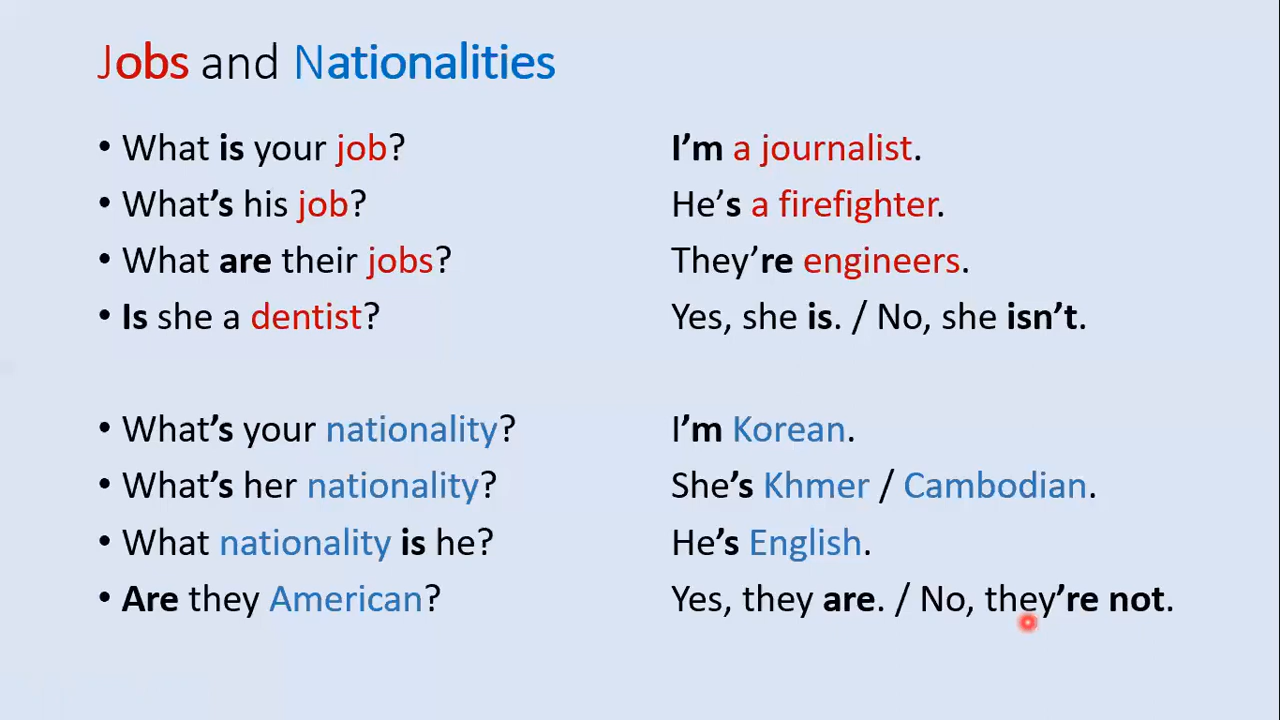 Jobs and Nationalities
• What is your job? I’m a journalist.
• What’s his job? He’s a firefighter.
• What are their jobs? They’re engineers.
• Is she a dentist? Yes, she is. / No, she isn’t.
• What’s your nationality? I’m Korean.
• What’s her nationality? She’s Khmer / Cambodian.
• What nationality is he? He’s English.
• Are they American? Yes, they are. / No, they’re not.